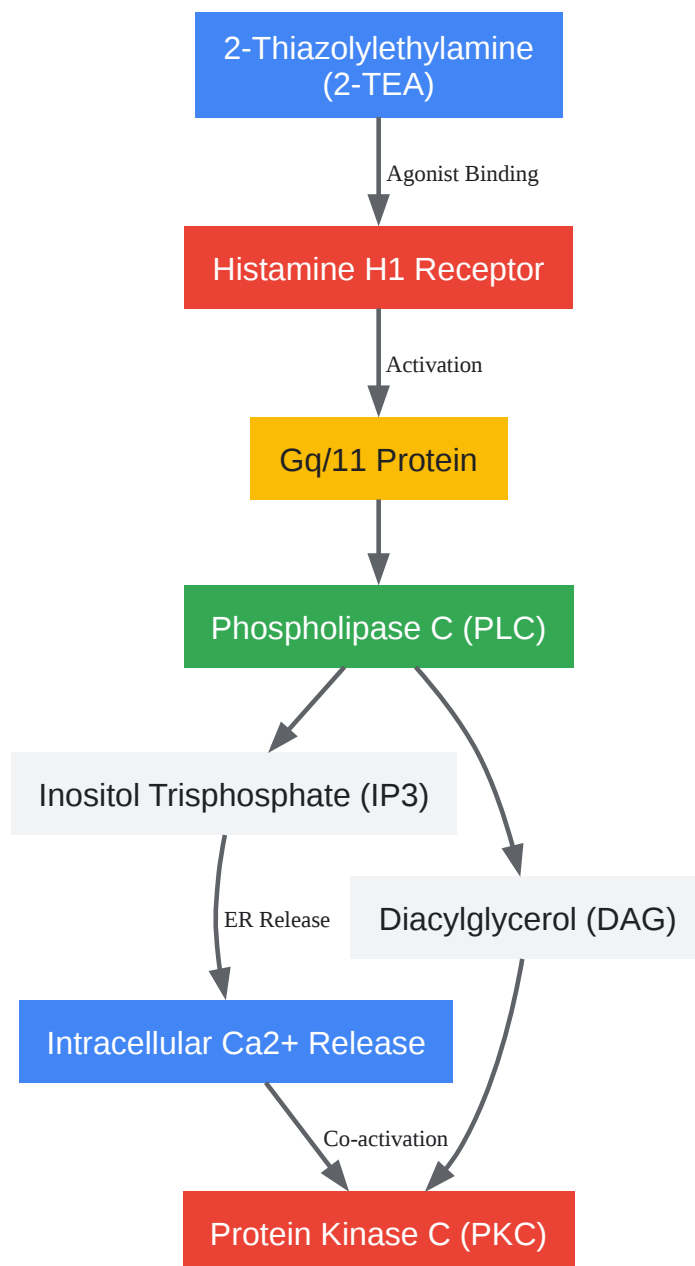 2-Thiazolylethylamine
(2-TEA)
Agonist Binding
Histamine H1 Receptor
Activation
Gq/11 Protein
Phospholipase C (PLC)
Inositol Trisphosphate (IP3)
Diacylglycerol (DAG)
ER Release
Intracellular Ca2+ Release
Co-activation
Protein Kinase C (PKC)